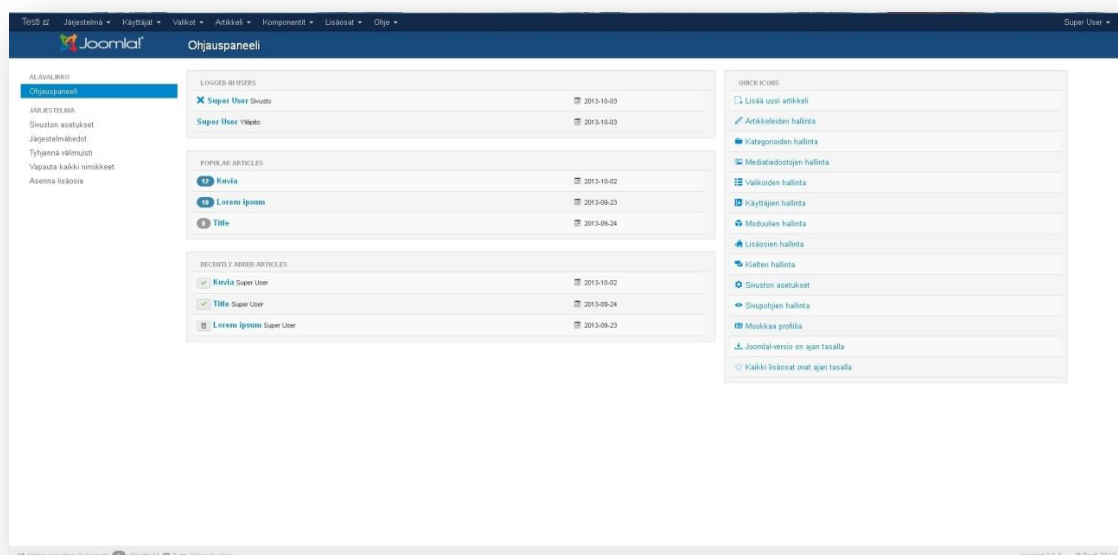 Testi Järjestelmä Käyttäjät Valikot Artikkeli Komponentit Lisäosat Ohje Super User
Joomla! Ohjauspaneeli
ALAVALIKKO
Ohjauspaneeli
JÄRJESTELMÄ
Sivuston asetukset
Järjestelmätiedot
Tyhjennä välimuisti
Vapauta kaikki nimikkeet
Asenna lisäosia
LOGGED-IN USERS
Super User Sivusto 2013-10-03
Super User Ylläpito 2013-10-03
POPULAR ARTICLES
17 Kuvia 2013-10-02
10 Lorem ipsum 2013-09-23
Title 2013-09-24
RECENTLY ADDED ARTICLES
Kuvia Super User 2013-10-02
Title Super User 2013-09-24
Lorem ipsum Super User 2013-09-23
QUICK ICONS
Lisää uusi artikkeli
Artikkeleiden hallinta
Kategorioiden hallinta
Mediatiedostojen hallinta
Valikoiden hallinta
Käyttäjien hallinta
Moduulien hallinta
Lisäosien hallinta
Kielten hallinta
Sivuston asetukset
Sivupohjien hallinta
Muokkaa profiilia
Joomla!-versio on ajan tasalla
Kaikki lisäosat ovat ajan tasalla